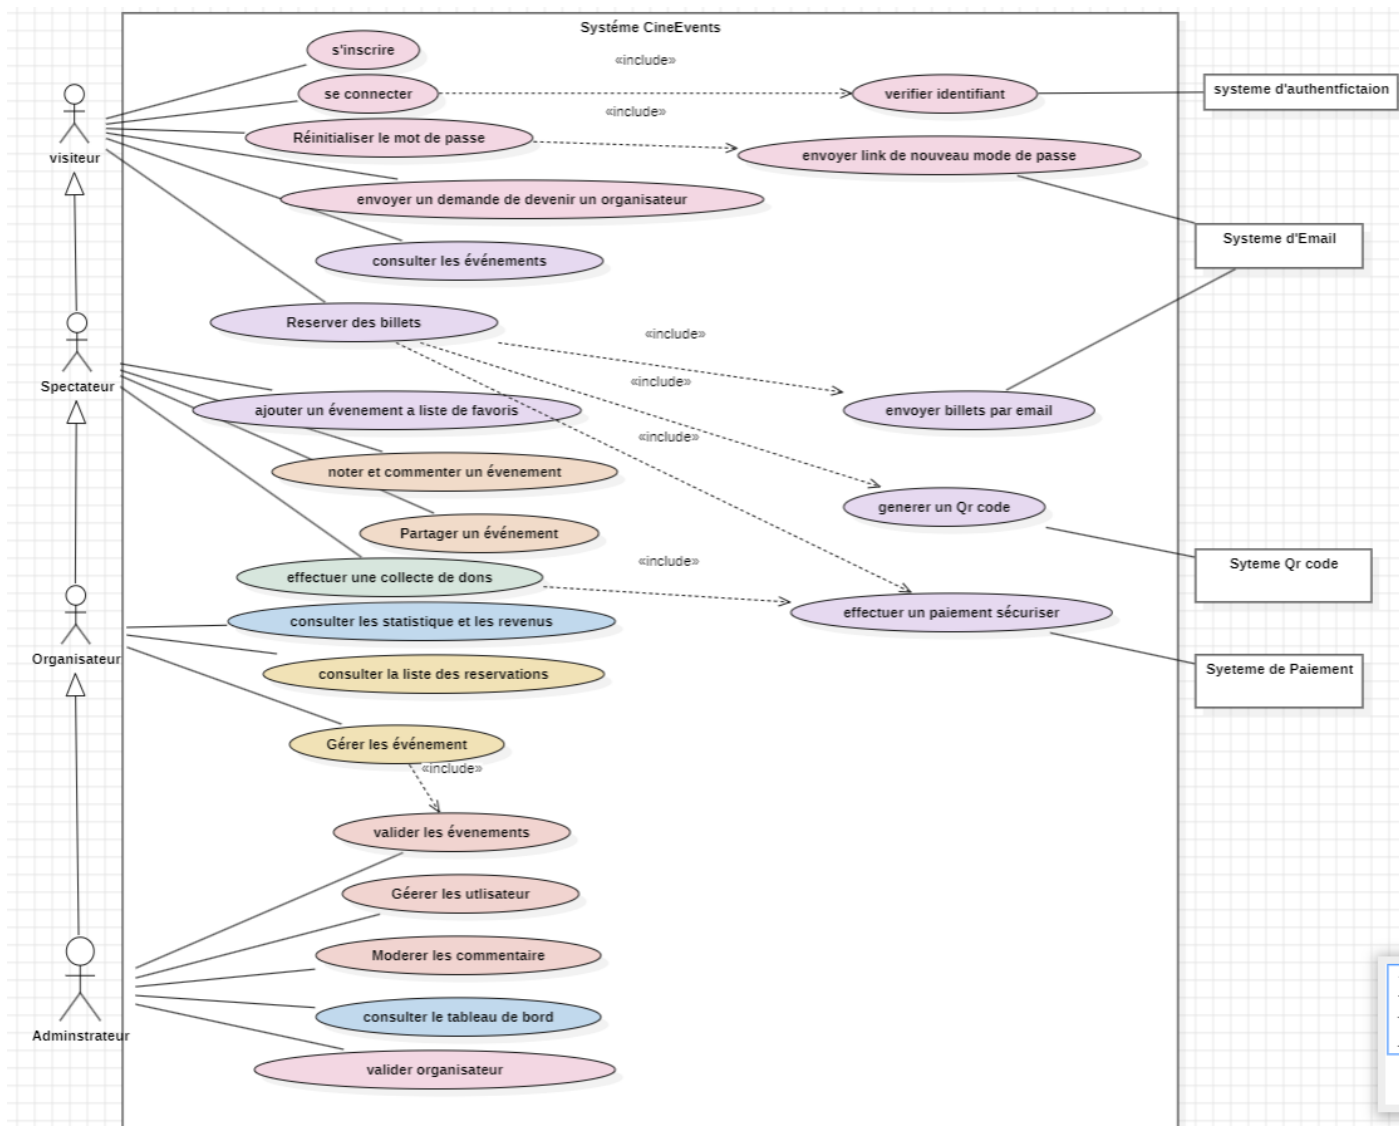 Systéme CineEvents
s'inscrire
«include»
se connecter
verifier identifiant
systeme d'authentfictaion
«include»
visiteur
Réinitialiser le mot de passe
envoyer link de nouveau mode de passe
envoyer un demande de devenir un organisateur
Systeme d'Email
consulter les événements
Reserver des billets
«include»
Spectateur
«include»
ajouter un évenement a liste de favoris
envoyer billets par email
«include»
noter et commenter un évenement
generer un Qr code
Partager un événement
«include»
Syteme Qr code
effectuer une collecte de dons
effectuer un paiement sécuriser
consulter les statistique et les revenus
Organisateur
consulter la liste des reservations
Syeteme de Paiement
Gérer les événement
«include»
valider les évenements
Géerer les utlisateur
Moderer les commentaire
consulter le tableau de bord
Adminstrateur
valider organisateur